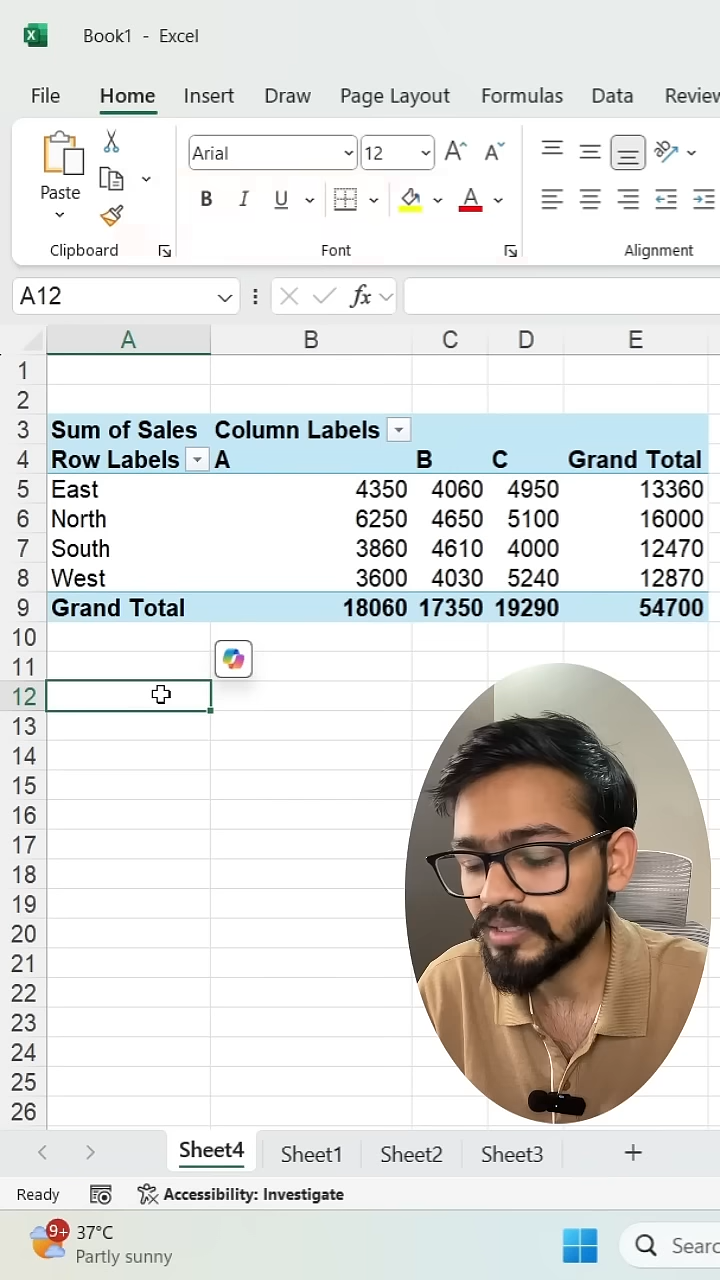 Book1 - Excel
File Home Insert Draw Page Layout Formulas Data Review
Paste
Arial 12 A A
B I U A
Clipboard Font Alignment
A12 fx
A B C D E
1
2
3 Sum of Sales Column Labels
4 Row Labels A B C Grand Total
5 East 4350 4060 4950 13360
6 North 6250 4650 5100 16000
7 South 3860 4610 4000 12470
8 West 3600 4030 5240 12870
9 Grand Total 18060 17350 19290 54700
10
11
12
13
14
15
16
17
18
19
20
21
22
23
24
25
26
Sheet4 Sheet1 Sheet2 Sheet3 +
Ready Accessibility: Investigate
9+ 37°C
Partly sunny
Searc